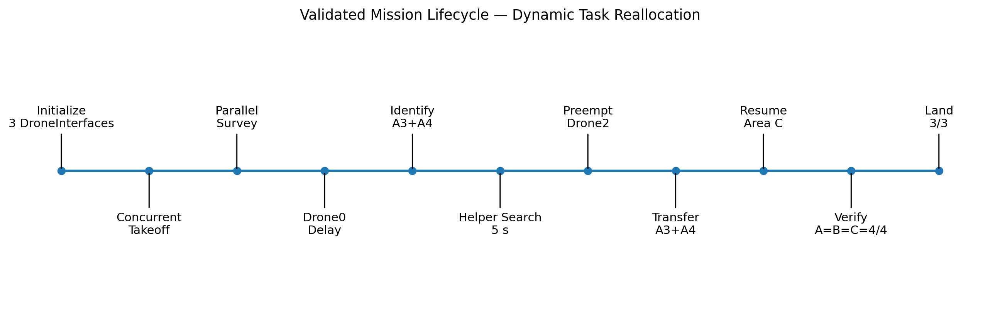 Validated Mission Lifecycle — Dynamic Task Reallocation
Initialize
3 DroneInterfaces
Concurrent
Takeoff
Parallel
Survey
Drone0
Delay
Identify
A3+A4
Helper Search
5 s
Preempt
Drone2
Transfer
A3+A4
Resume
Area C
Verify
A=B=C=4/4
Land
3/3